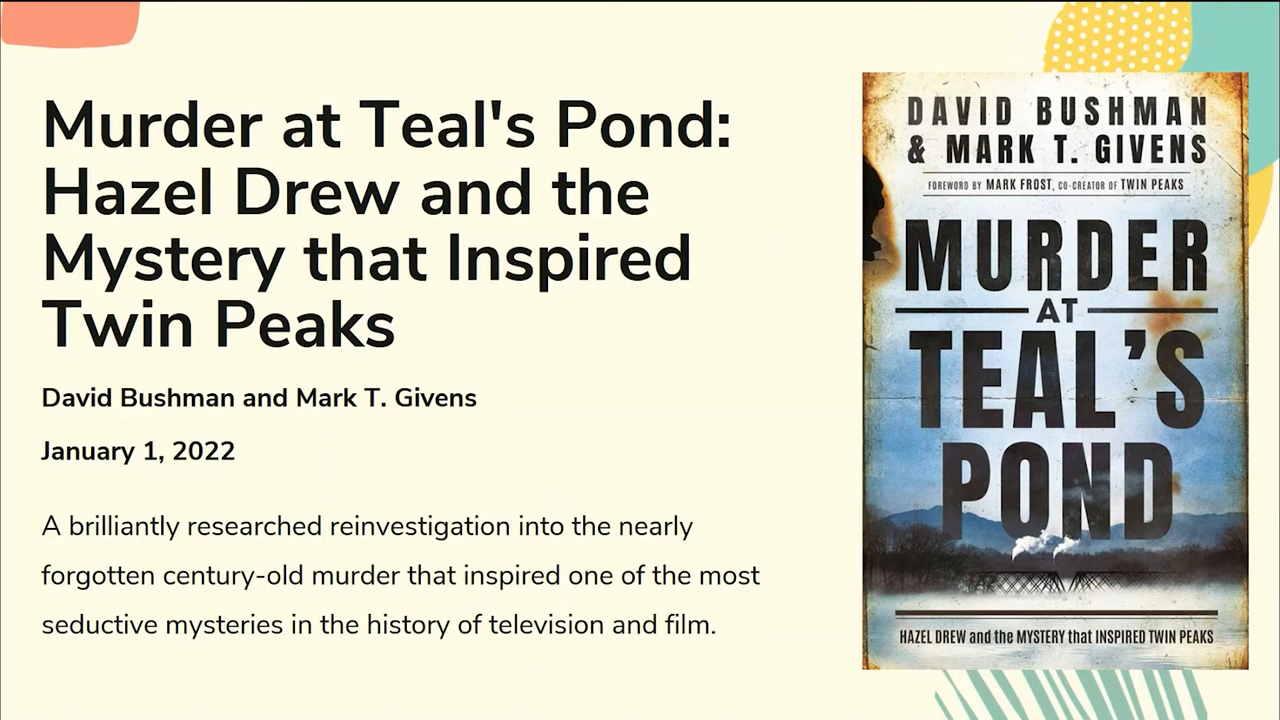 Murder at Teal's Pond:
Hazel Drew and the
Mystery that Inspired
Twin Peaks
David Bushman and Mark T. Givens
January 1, 2022
A brilliantly researched reinvestigation into the nearly
forgotten century-old murder that inspired one of the most
seductive mysteries in the history of television and film.
DAVID BUSHMAN
& MARK T. GIVENS
FOREWORD BY MARK FROST, CO-CREATOR OF TWIN PEAKS
MURDER
AT
TEAL’S
POND
HAZEL DREW and the MYSTERY that INSPIRED TWIN PEAKS